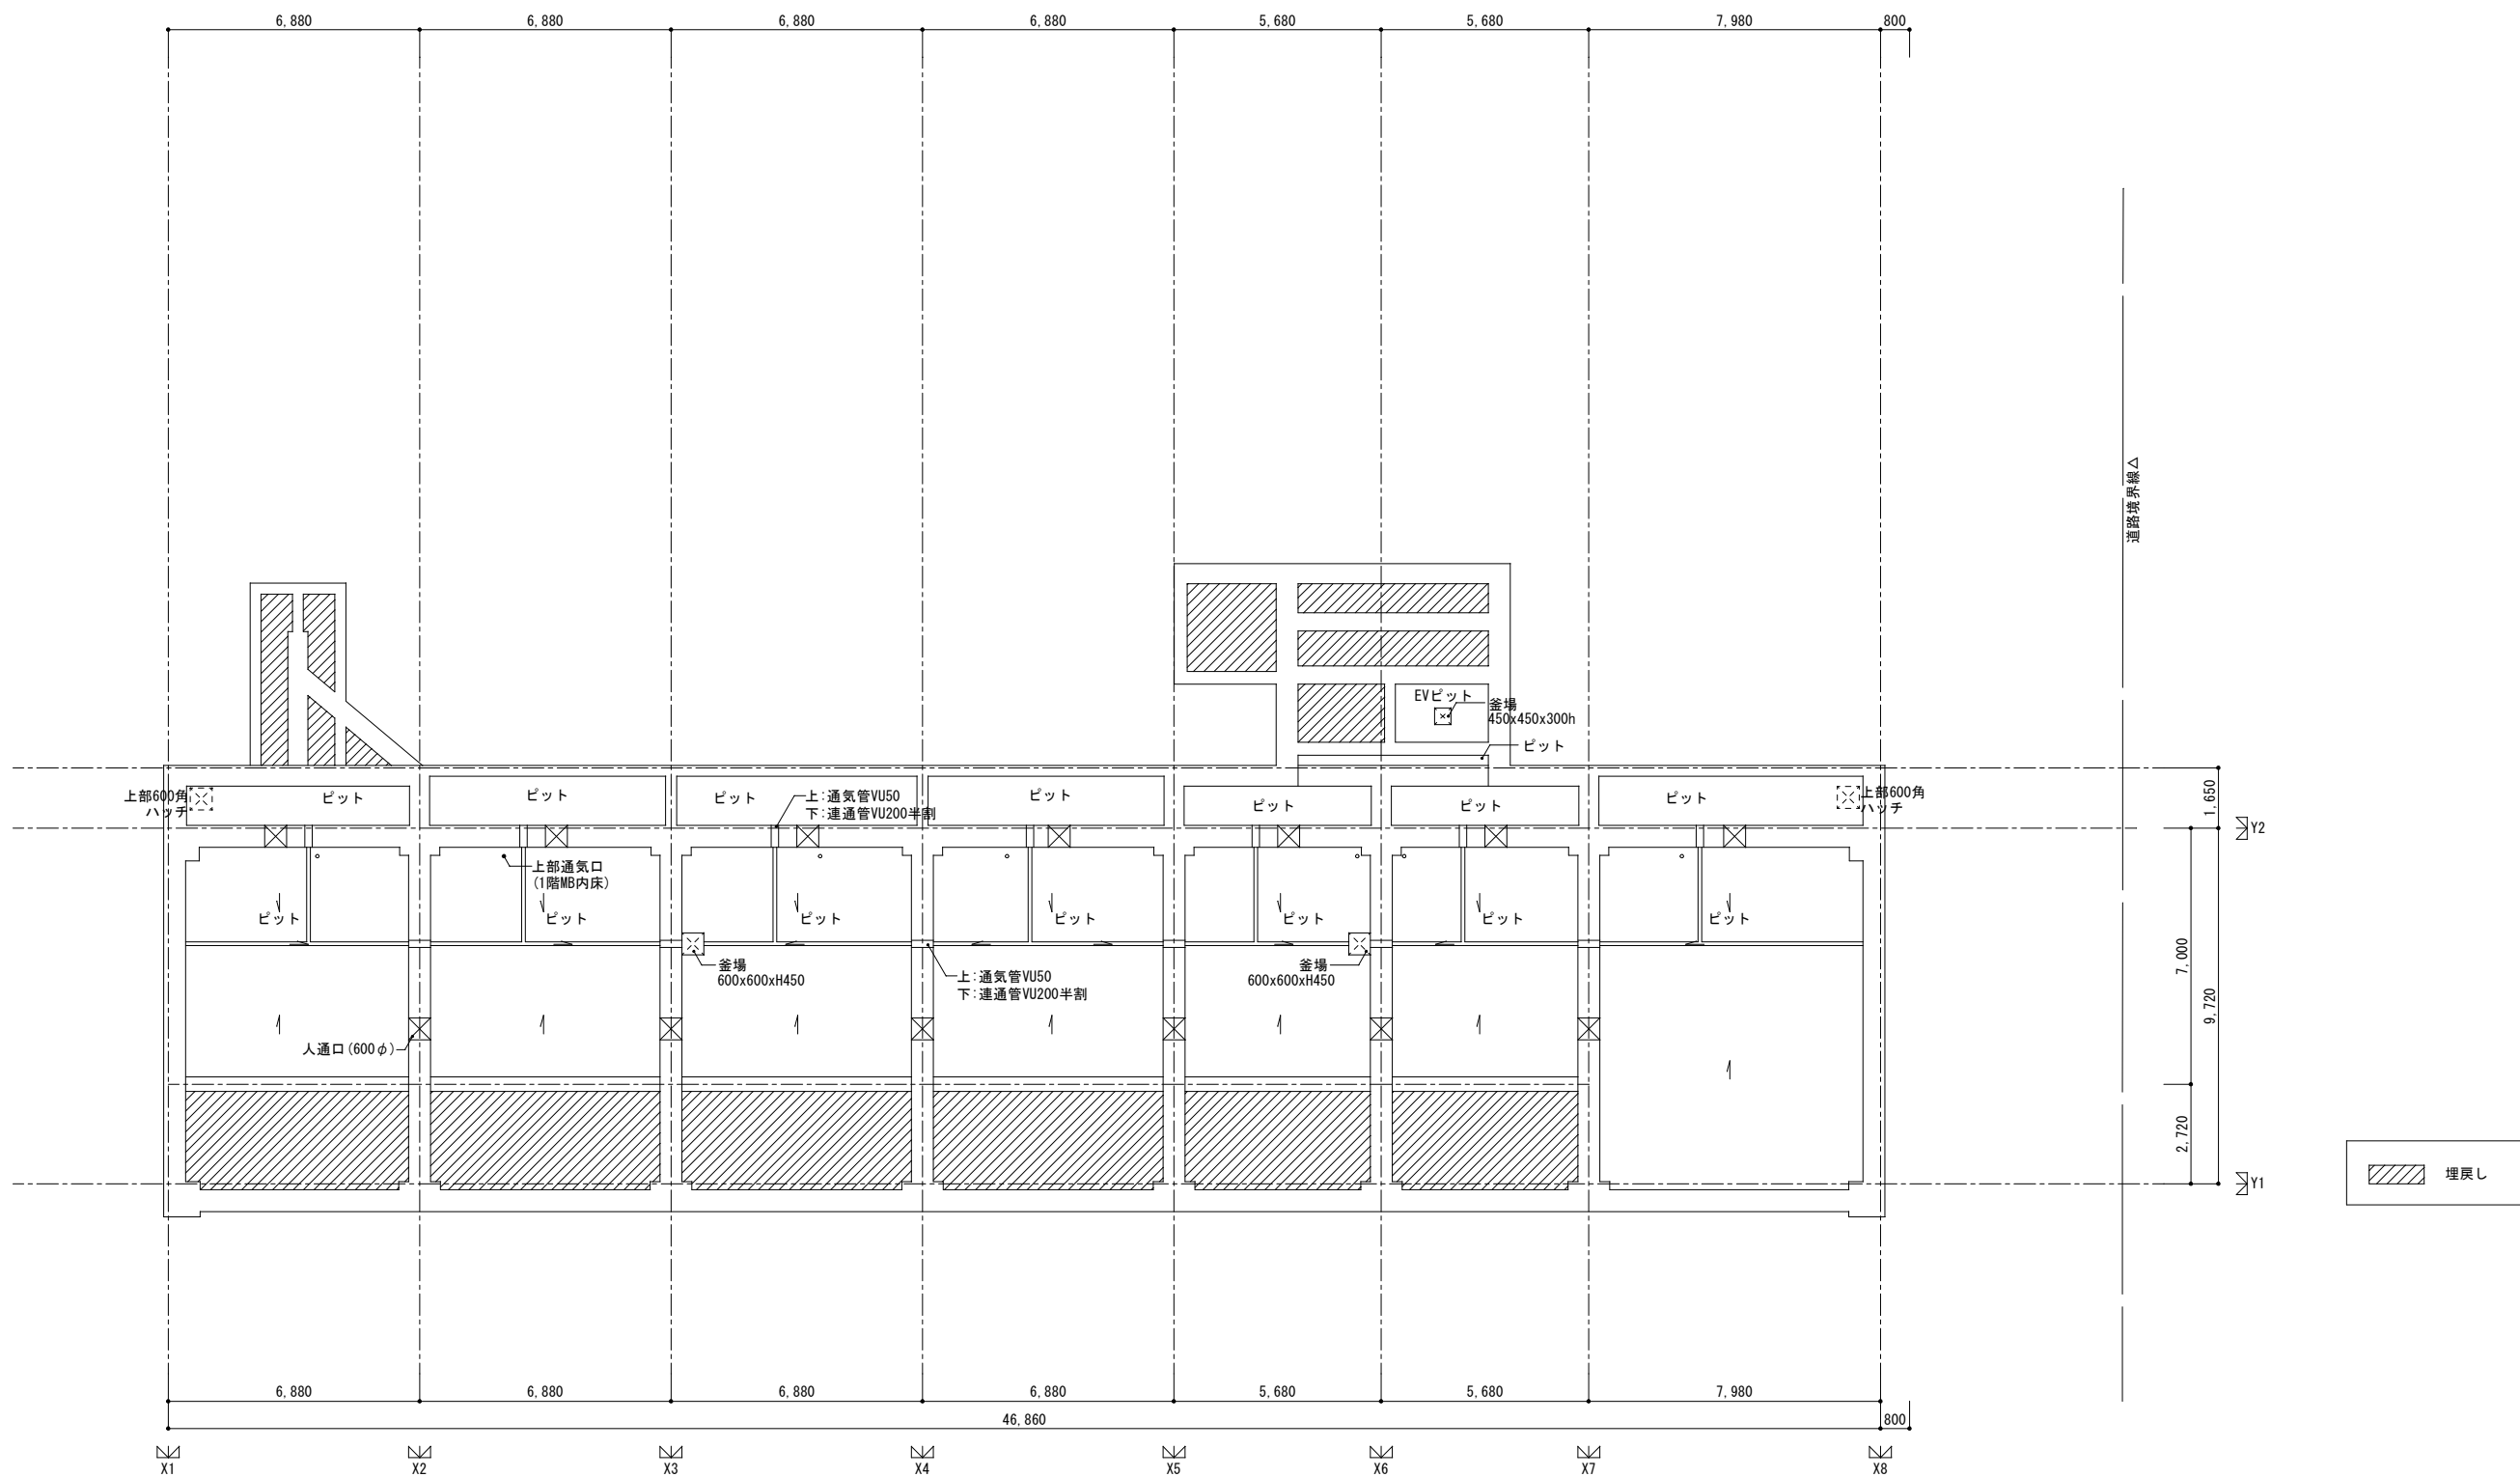 6,880
6,880
6,880
6,880
5,680
5,680
7,980
800
道路境界線△
EVピット
釜場
450x450x300h
ピット
上部600角
ハッチ
ピット
ピット
ピット
上:通気管VU50
下:連通管VU200半割
ピット
ピット
ピット
ピット
上部600角
ハッチ
1,650
Y2
上部通気口
(1階MB内床)
ピット
ピット
ピット
ピット
ピット
ピット
ピット
釜場
600x600xH450
上:通気管VU50
下:連通管VU200半割
釜場
600x600xH450
7,000
9,720
人通口(600φ)
2,720
Y1
埋戻し
6,880
6,880
6,880
6,880
5,680
5,680
7,980
46,860
800
X1
X2
X3
X4
X5
X6
X7
X8